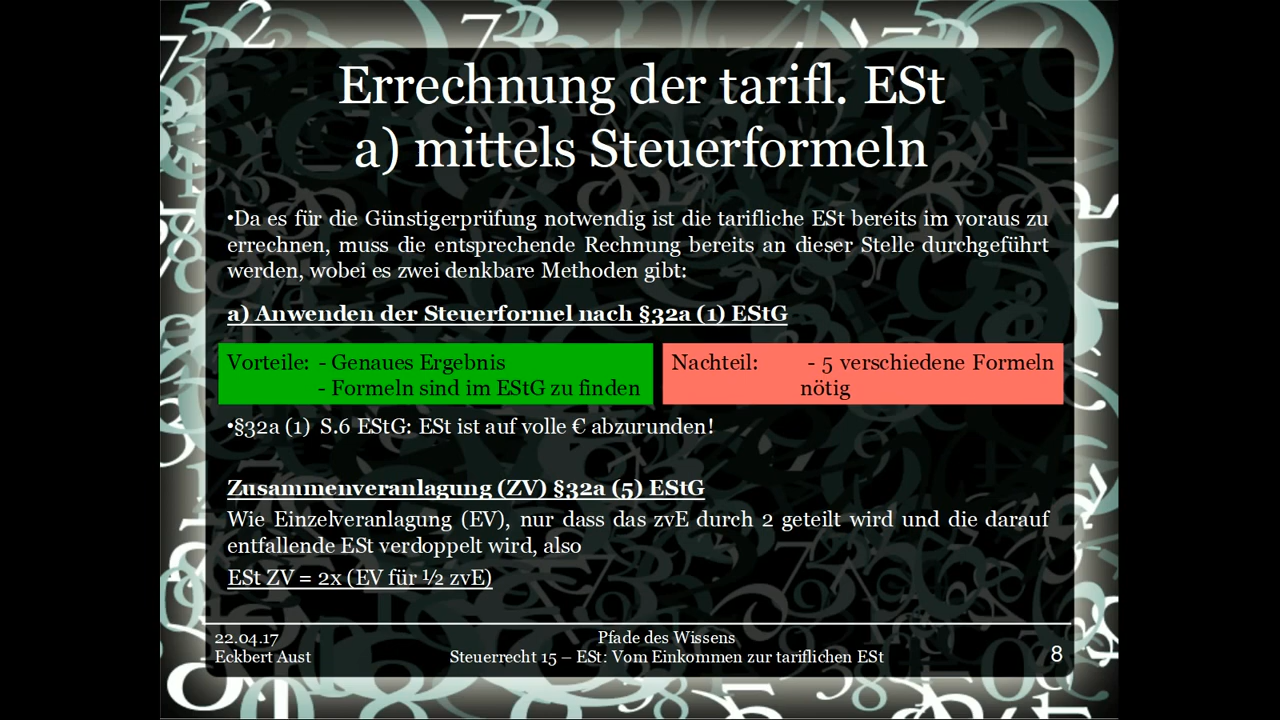 Errechnung der tarifl. ESt
a) mittels Steuerformeln
•Da es für die Günstigerprüfung notwendig ist die tarifliche ESt bereits im voraus zu
errechnen, muss die entsprechende Rechnung bereits an dieser Stelle durchgeführt
werden, wobei es zwei denkbare Methoden gibt:
a) Anwenden der Steuerformel nach §32a (1) EStG
Vorteile: - Genaues Ergebnis
- Formeln sind im EStG zu finden
Nachteil: - 5 verschiedene Formeln
nötig
•§32a (1) S.6 EStG: ESt ist auf volle € abzurunden!
Zusammenveranlagung (ZV) §32a (5) EStG
Wie Einzelveranlagung (EV), nur dass das zvE durch 2 geteilt wird und die darauf
entfallende ESt verdoppelt wird, also
ESt ZV = 2x (EV für ½ zvE)
22.04.17
Eckbert Aust
Pfade des Wissens
Steuerrecht 15 – ESt: Vom Einkommen zur tariflichen ESt
8